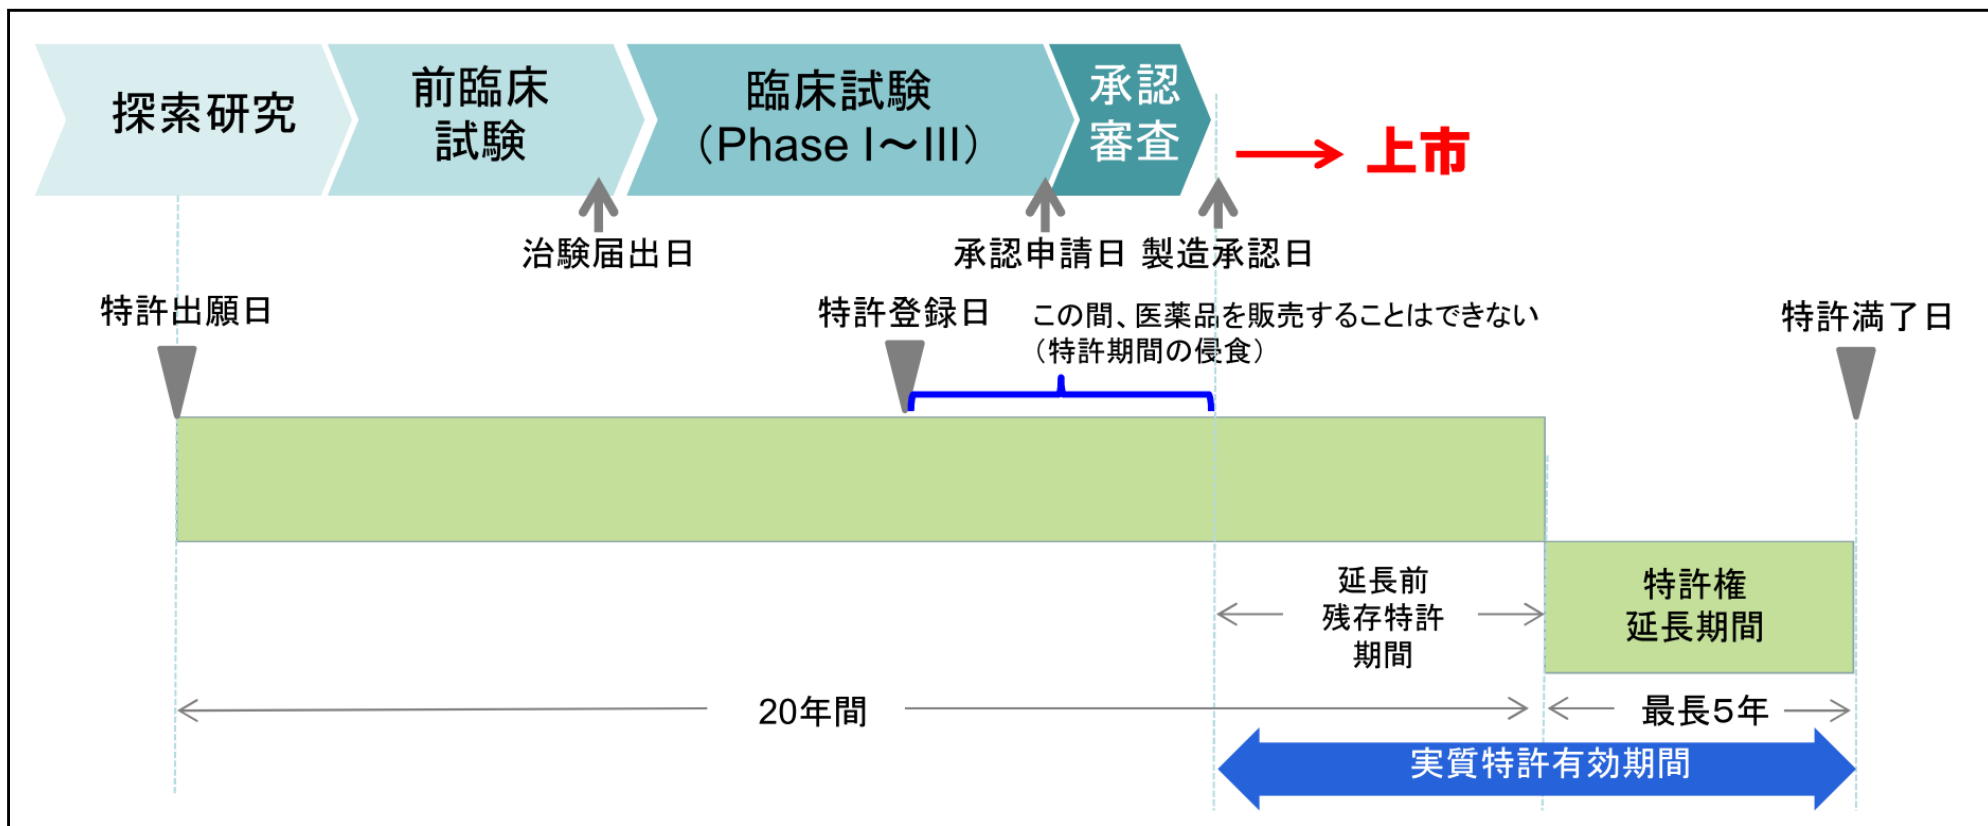 探索研究
前臨床
試験
臨床試験
（Phase I～III）
承認
審査
上市
治験届出日
承認申請日
製造承認日
特許出願日
特許登録日
この間、医薬品を販売することはできない
（特許期間の侵食）
特許満了日
延長前
残存特許
期間
特許権
延長期間
20年間
最長5年
実質特許有効期間